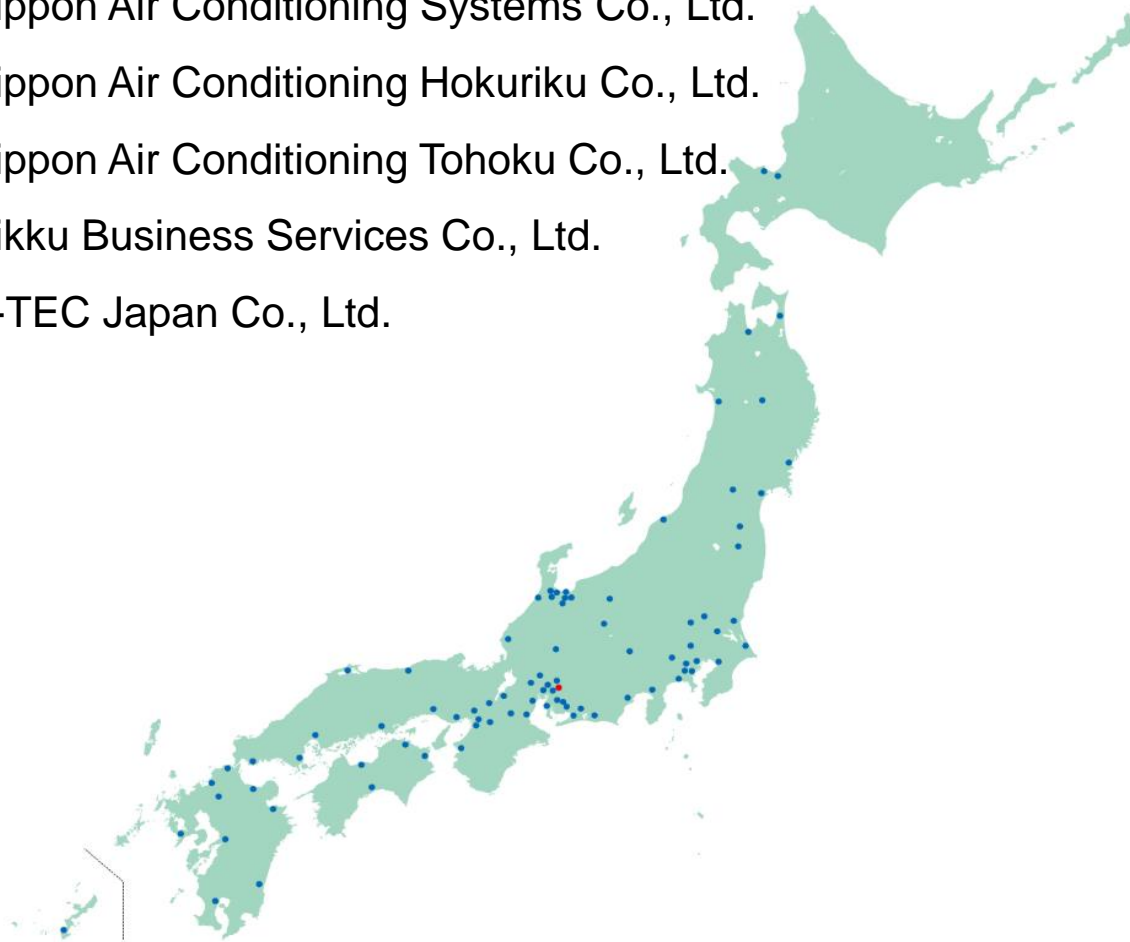 ippon Air Conditioning Systems Co., Ltd.
ippon Air Conditioning Hokuriku Co., Ltd.
ippon Air Conditioning Tohoku Co., Ltd.
ikku Business Services Co., Ltd.
-TEC Japan Co., Ltd.